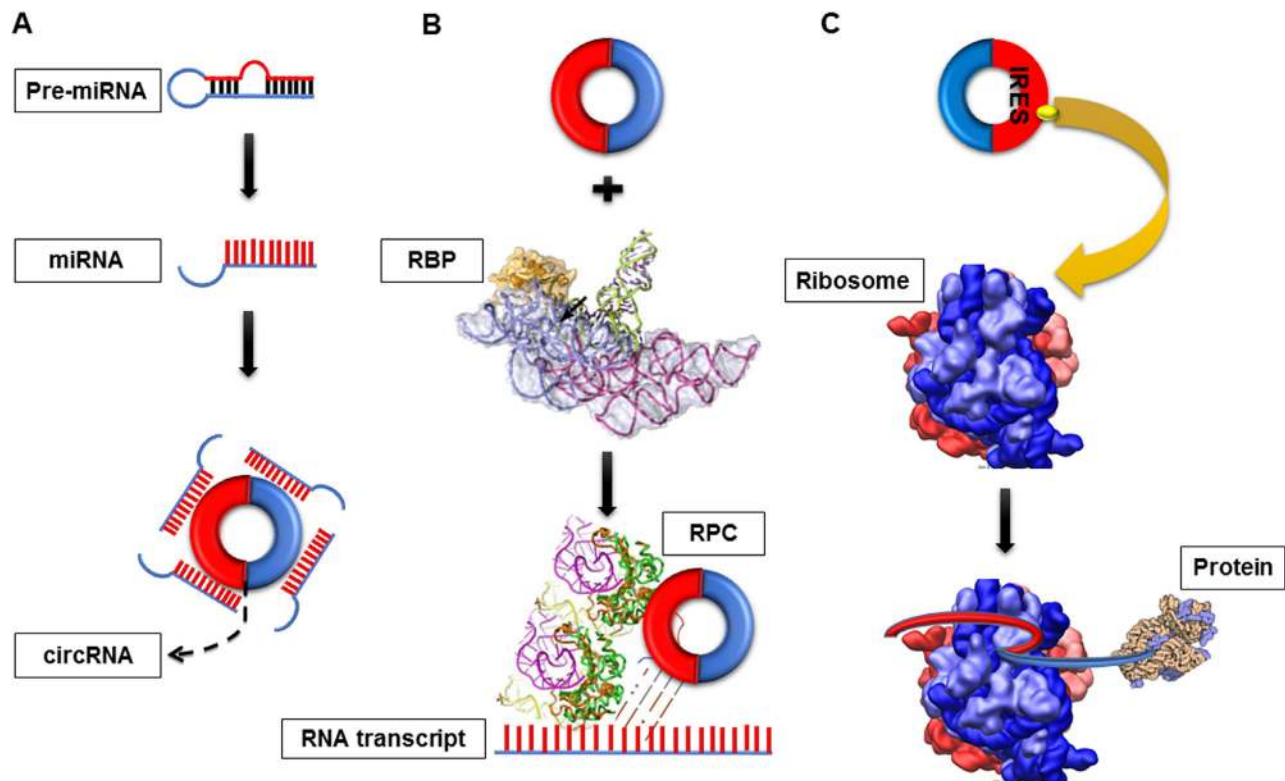 A
Pre-miRNA
miRNA
circRNA
B
RBP
RPC
RNA transcript
C
IRES
Ribosome
Protein